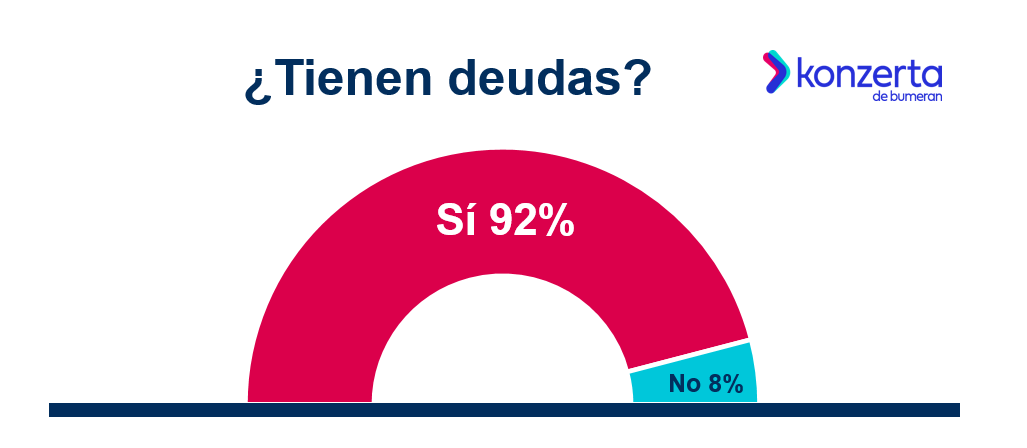 ¿Tienen deudas?
konzerta
de bumeran
Sí 92%
No 8%